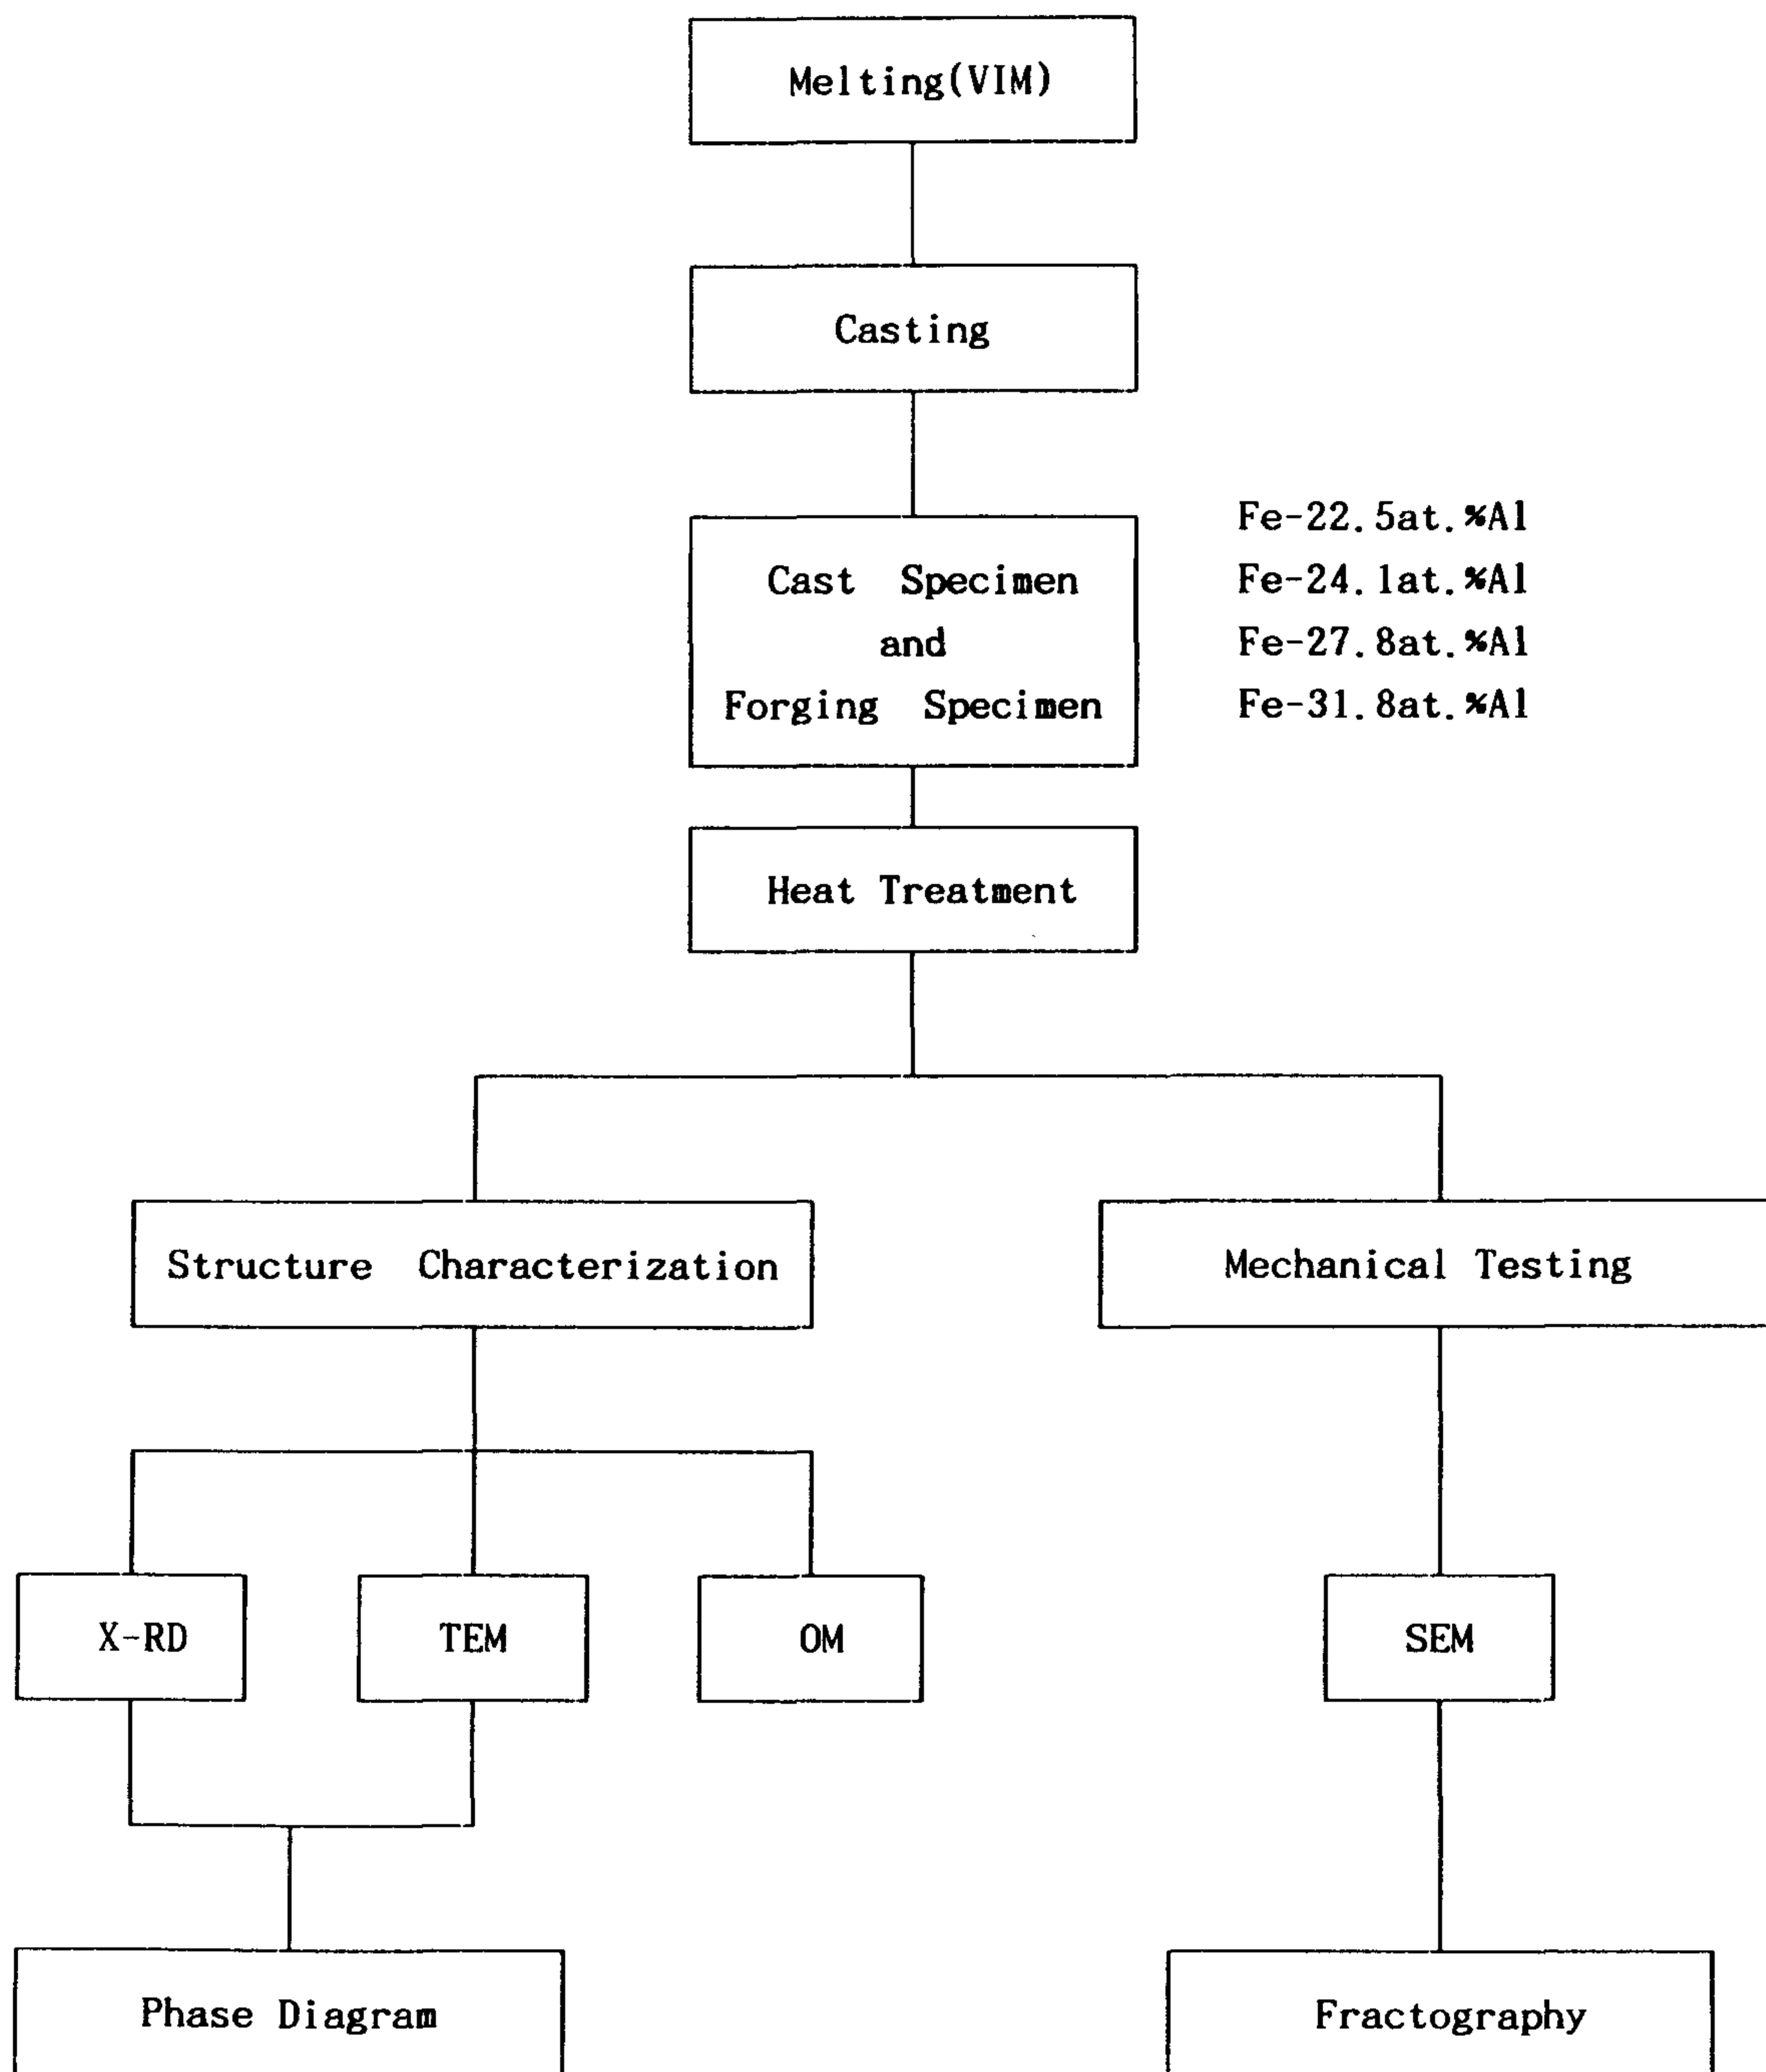 Melting(VIM)
Casting
Cast Specimen
and
Forging Specimen
Fe-22.5at.%Al
Fe-24.1at.%Al
Fe-27.8at.%Al
Fe-31.8at.%Al
Heat Treatment
Structure Characterization
Mechanical Testing
X-RD
TEM
OM
SEM
Phase Diagram
Fractography